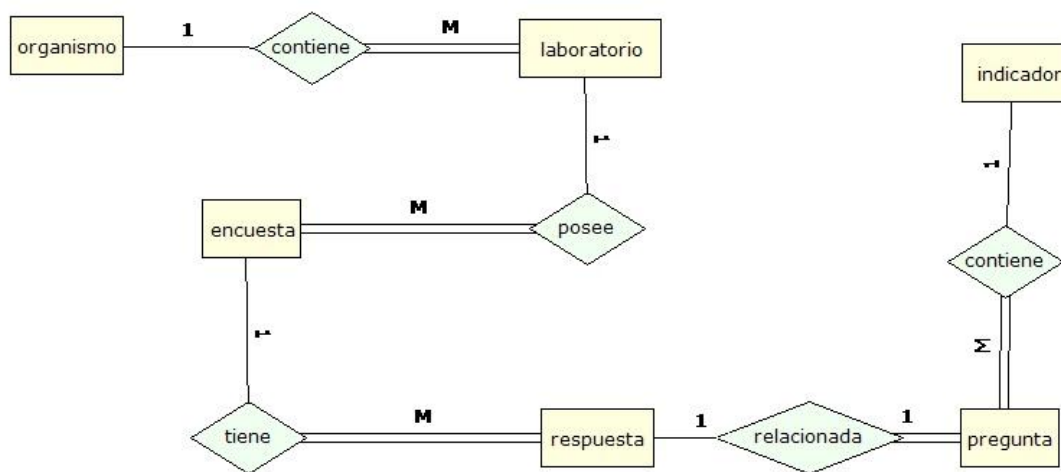 organismo
1
contiene
M
laboratorio
indicador
1
1
encuesta
M
posee
contiene
1
M
tiene
M
respuesta
1
relacionada
1
pregunta